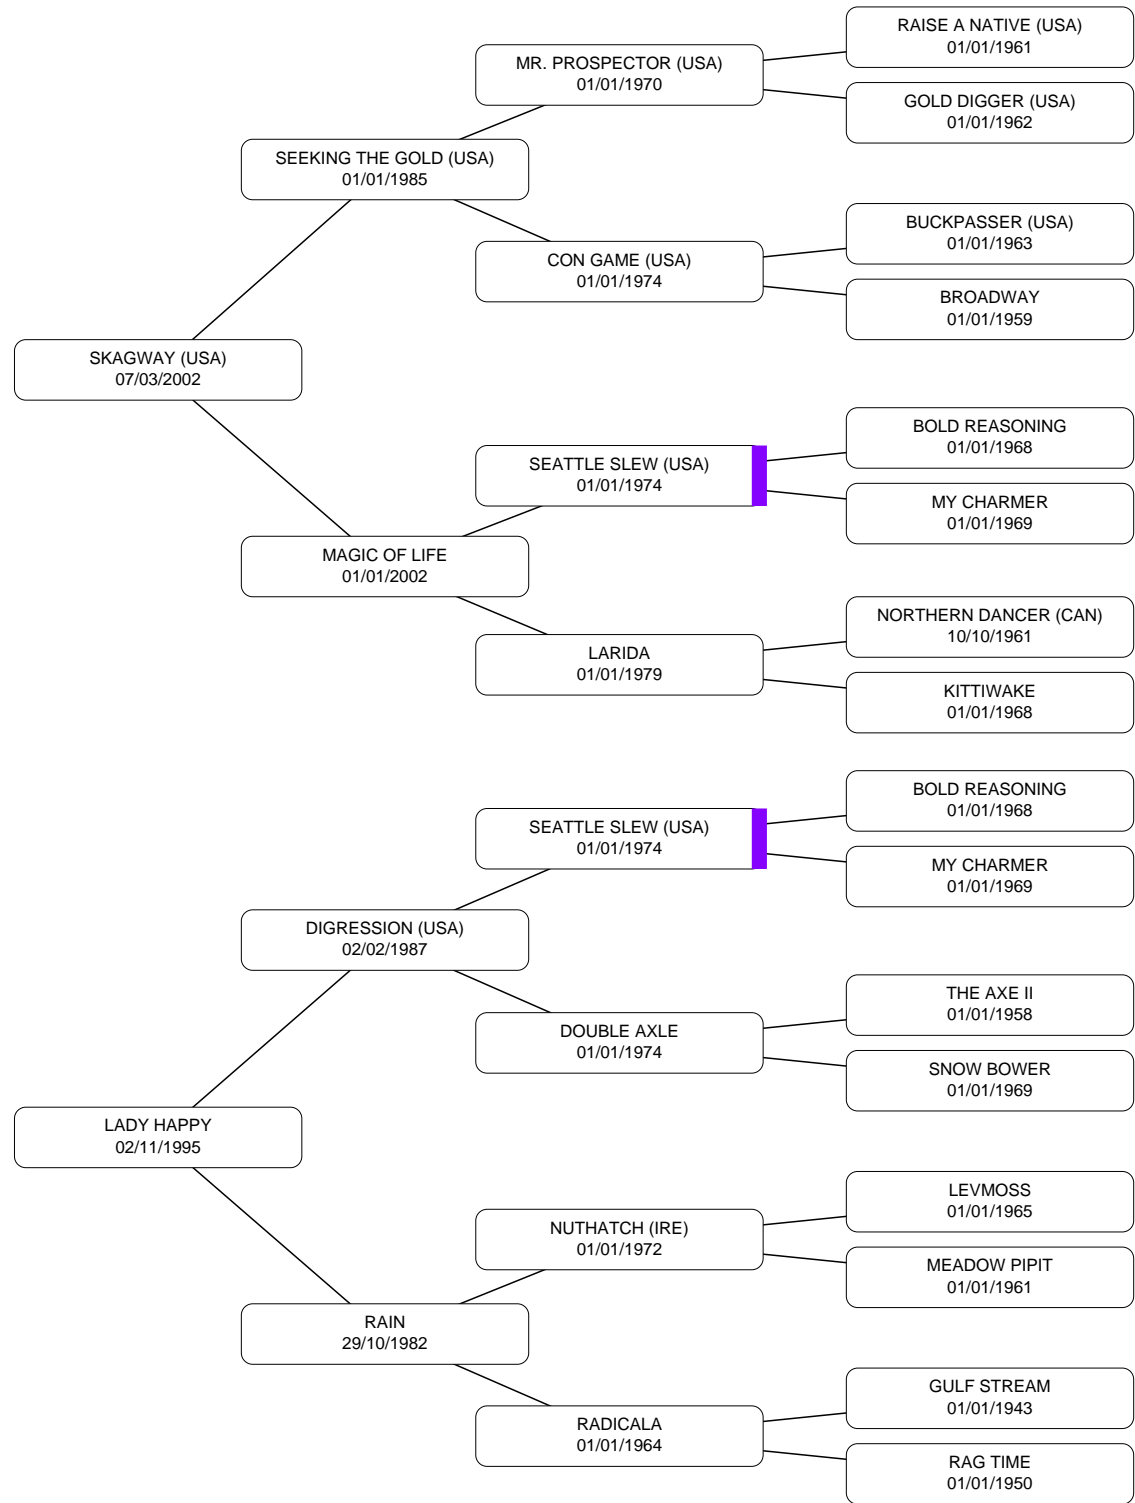 RAISE A NATIVE (USA)
01/01/1961
MR. PROSPECTOR (USA)
01/01/1970
GOLD DIGGER (USA)
01/01/1962
SEEKING THE GOLD (USA)
01/01/1985
BUCKPASSER (USA)
01/01/1963
CON GAME (USA)
01/01/1974
BROADWAY
01/01/1959
SKAGWAY (USA)
07/03/2002
BOLD REASONING
01/01/1968
SEATTLE SLEW (USA)
01/01/1974
MY CHARMER
01/01/1969
MAGIC OF LIFE
01/01/2002
NORTHERN DANCER (CAN)
10/10/1961
LARIDA
01/01/1979
KITTIWAKE
01/01/1968
BOLD REASONING
01/01/1968
SEATTLE SLEW (USA)
01/01/1974
MY CHARMER
01/01/1969
DIGRESSION (USA)
02/02/1987
THE AXE II
01/01/1958
DOUBLE AXLE
01/01/1974
SNOW BOWER
01/01/1969
LADY HAPPY
02/11/1995
LEVMOSS
01/01/1965
NUTHATCH (IRE)
01/01/1972
MEADOW PIPIT
01/01/1961
RAIN
29/10/1982
GULF STREAM
01/01/1943
RADICALA
01/01/1964
RAG TIME
01/01/1950